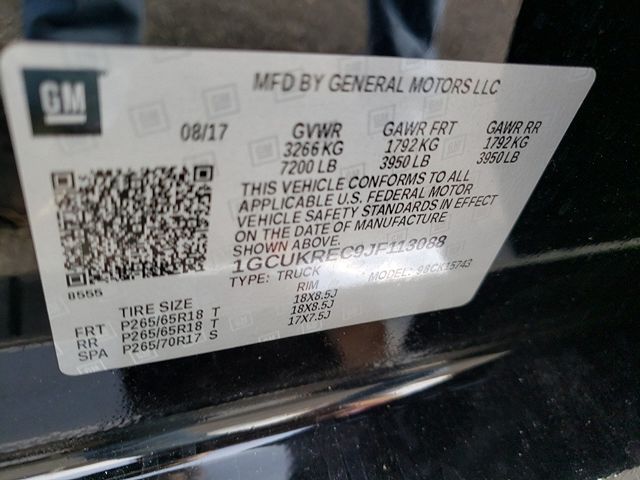 GM
MFD BY GENERAL MOTORS LLC
08/17 GVWR GAWR FRT GAWR RR
3266 KG 1792 KG 1792 KG
7200 LB 3950 LB 3950 LB
THIS VEHICLE CONFORMS TO ALL
APPLICABLE U.S. FEDERAL MOTOR
VEHICLE SAFETY STANDARDS IN EFFECT
ON THE DATE OF MANUFACTURE
SHOWN ABOVE.
1GCUKREC9JF113088
8555 TYPE: TRUCK MODEL: 98CK15743
TIRE SIZE RIM
FRT P265/65R18 T 18X8.5J
RR P265/65R18 T 18X8.5J
SPA P265/70R17 S 17X7.5J